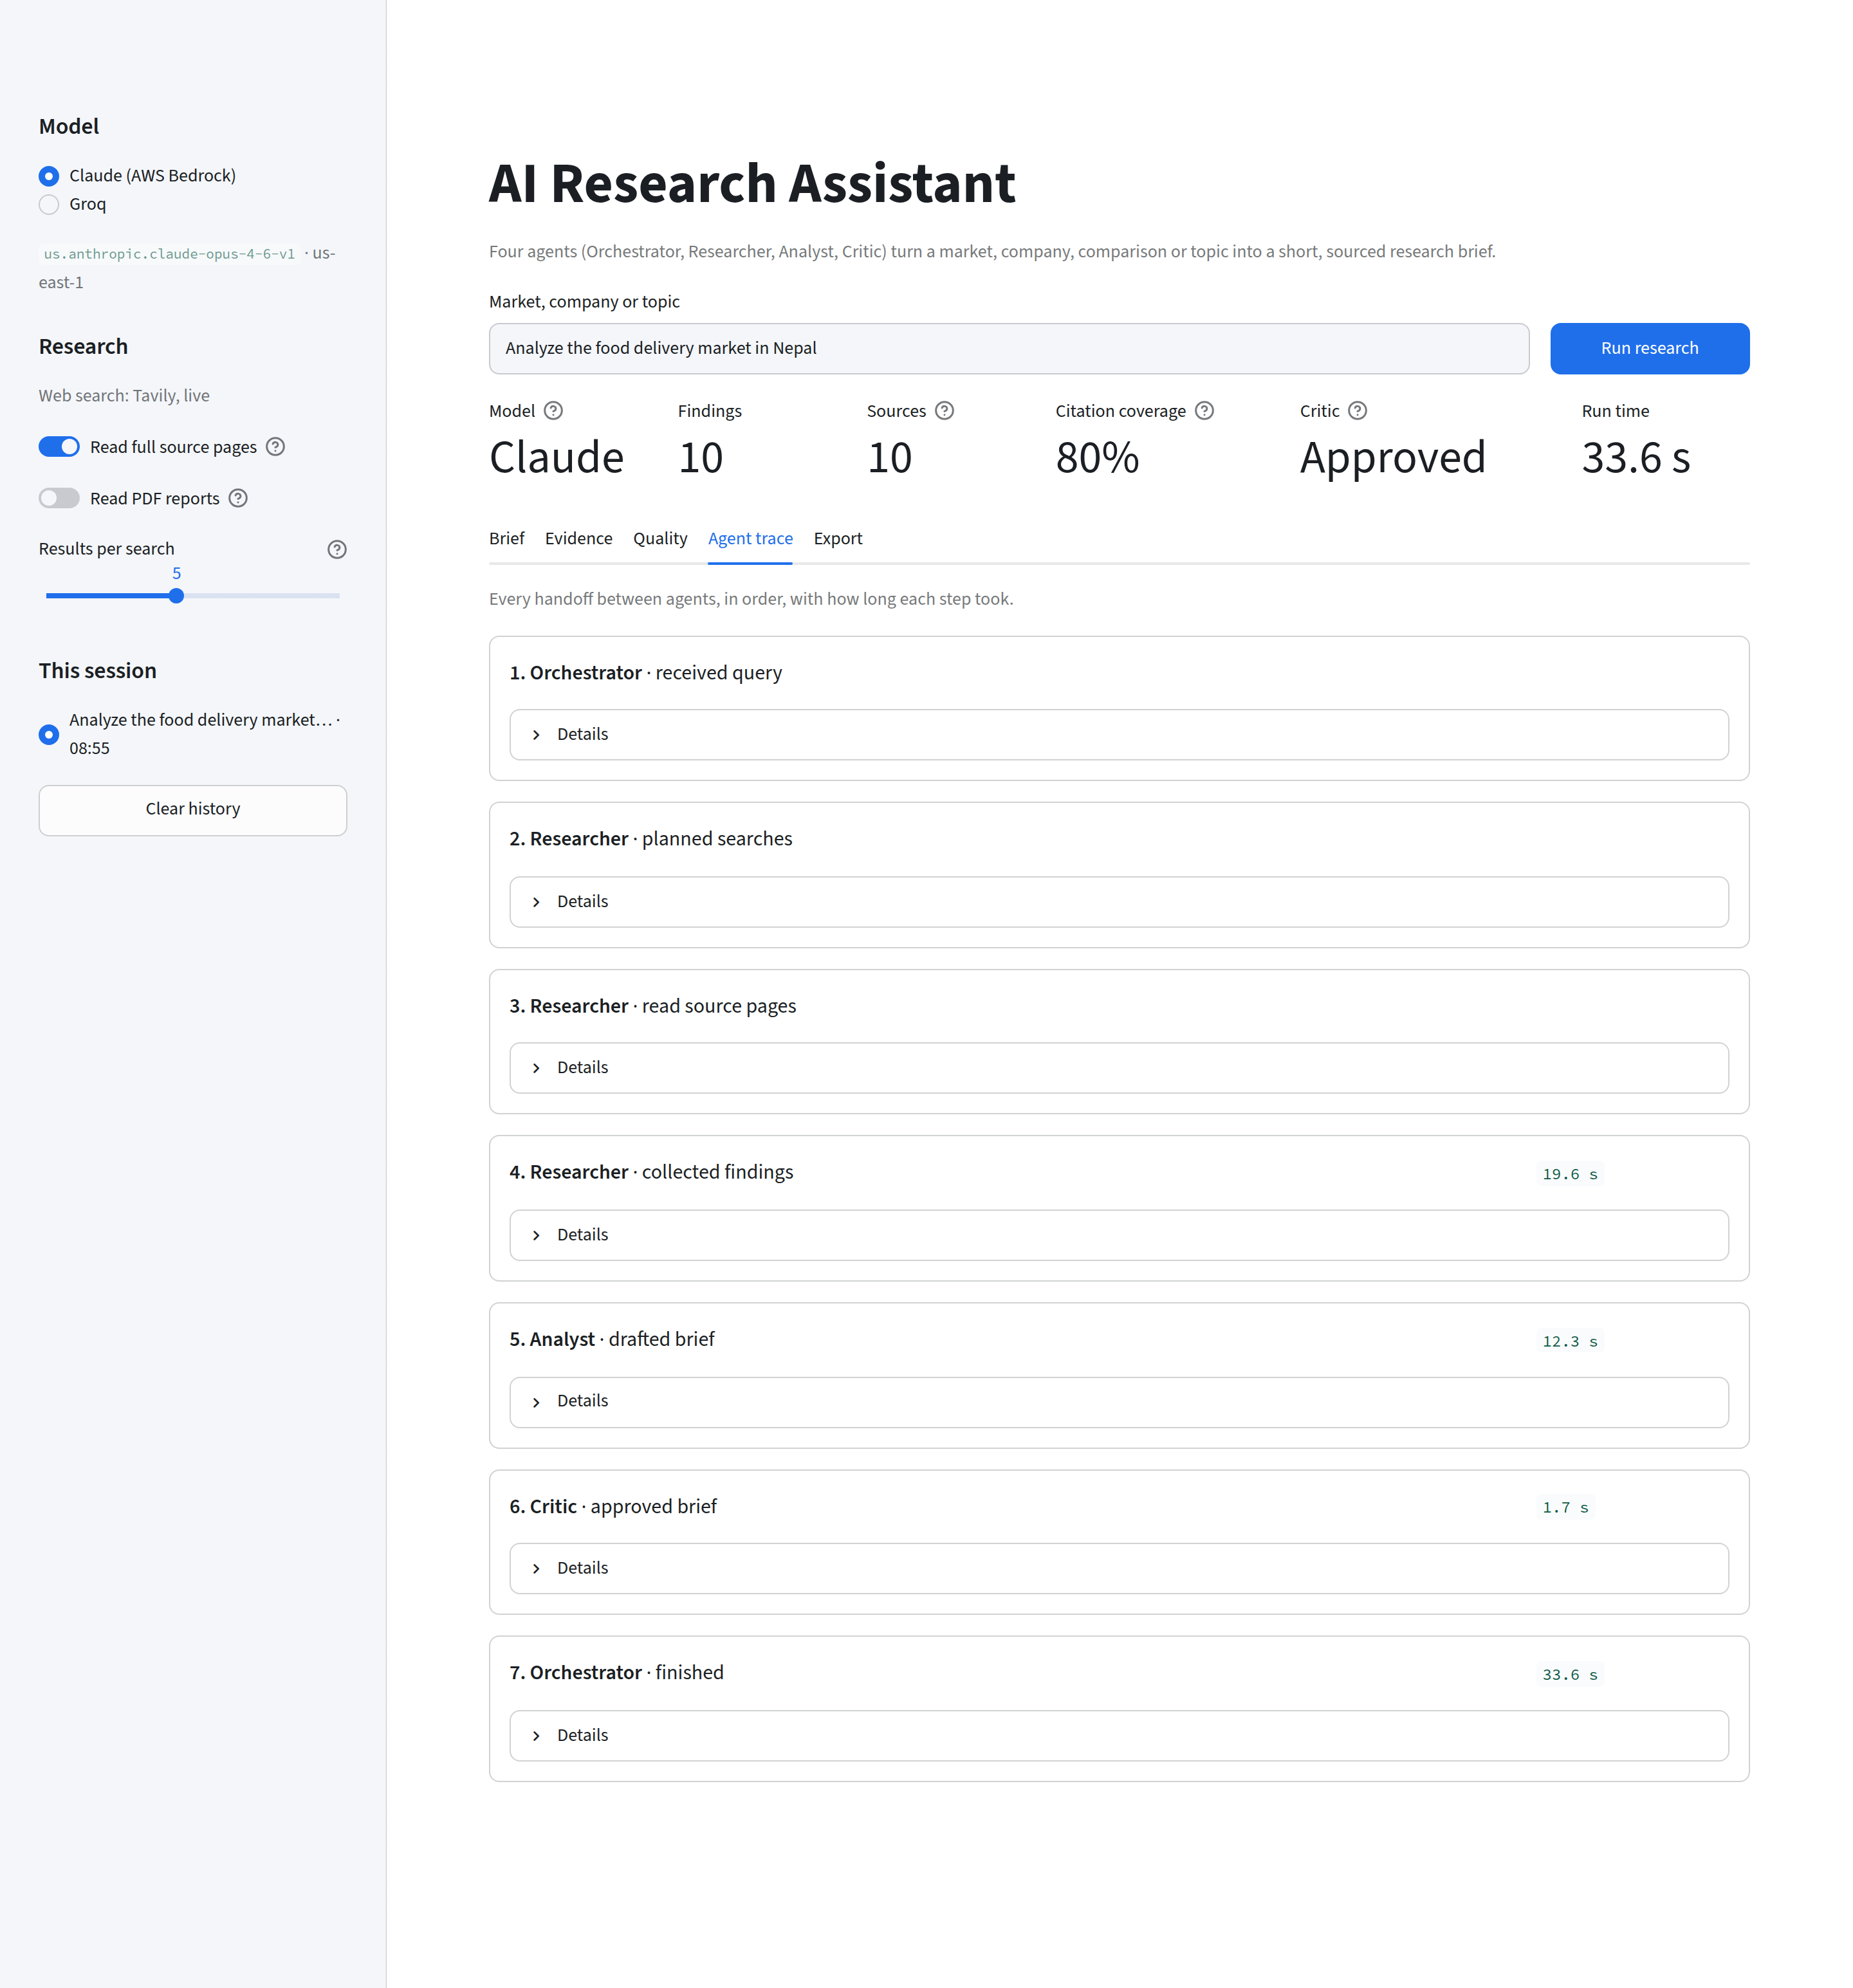 Model
Claude (AWS Bedrock)
Groq
us.anthropic.claude-opus-4-6-v1 · us-
east-1
Research
Web search: Tavily, live
Read full source pages
Read PDF reports
Results per search
5
This session
Analyze the food delivery market… ·
08:55
Clear history
AI Research Assistant
Four agents (Orchestrator, Researcher, Analyst, Critic) turn a market, company, comparison or topic into a short, sourced research brief.
Market, company or topic
Analyze the food delivery market in Nepal
Run research
Model Findings Sources Citation coverage Critic Run time
Claude 10 10 80% Approved 33.6 s
Brief Evidence Quality Agent trace Export
Every handoff between agents, in order, with how long each step took.
1. Orchestrator · received query
Details
2. Researcher · planned searches
Details
3. Researcher · read source pages
Details
4. Researcher · collected findings 19.6 s
Details
5. Analyst · drafted brief 12.3 s
Details
6. Critic · approved brief 1.7 s
Details
7. Orchestrator · finished 33.6 s
Details